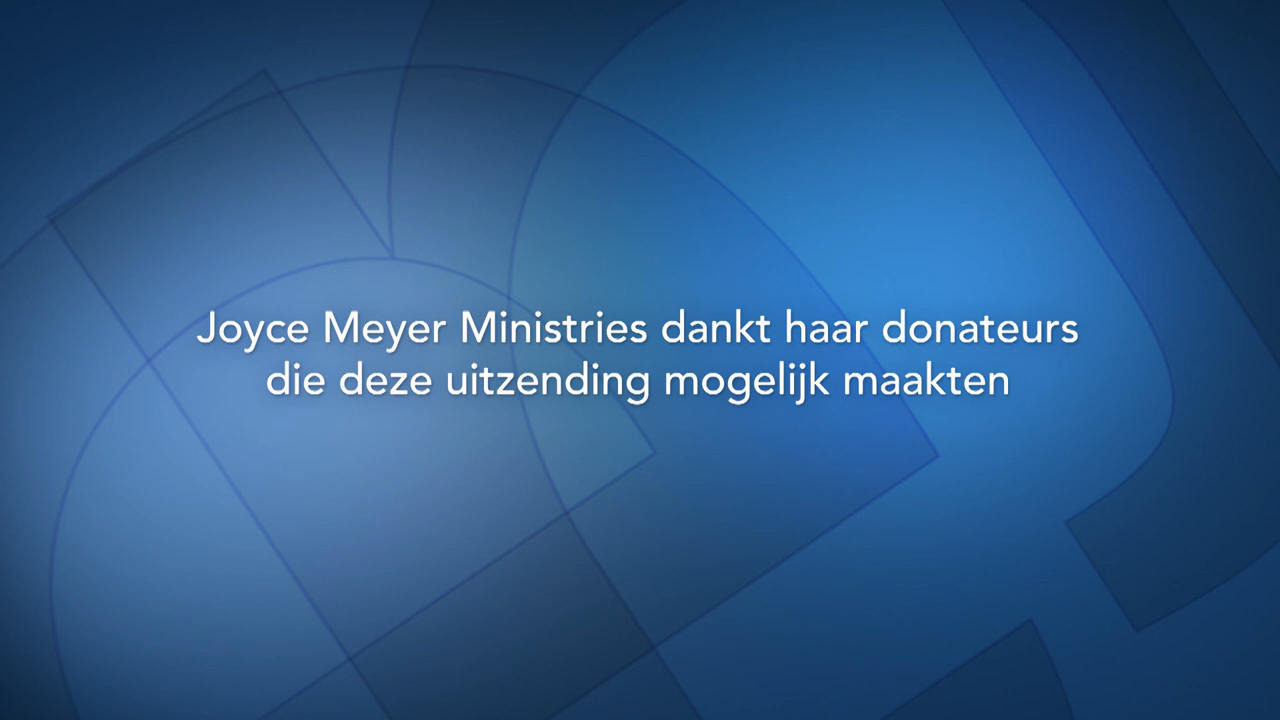 Joyce Meyer Ministries dankt haar donateurs
die deze uitzending mogelijk maakten